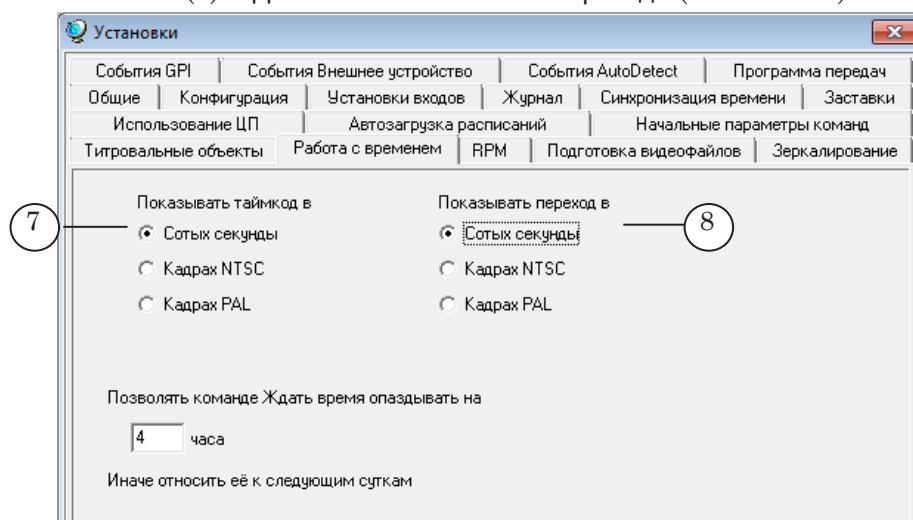 Установки
События GPI События Внешнее устройство События AutoDetect Программа передач
Общие Конфигурация Установки входов Журнал Синхронизация времени Заставки
Использование ЦП Автозагрузка расписаний Начальные параметры команд
Титровальные объекты Работа с временем RPM Подготовка видеофайлов Зеркалирование
Показывать таймкод в Показывать переход в
7 Сотых секунды Сотых секунды 8
Кадрах NTSC Кадрах NTSC
Кадрах PAL Кадрах PAL
Позволять команде Ждать время опаздывать на
4 часа
Иначе относить её к следующим суткам